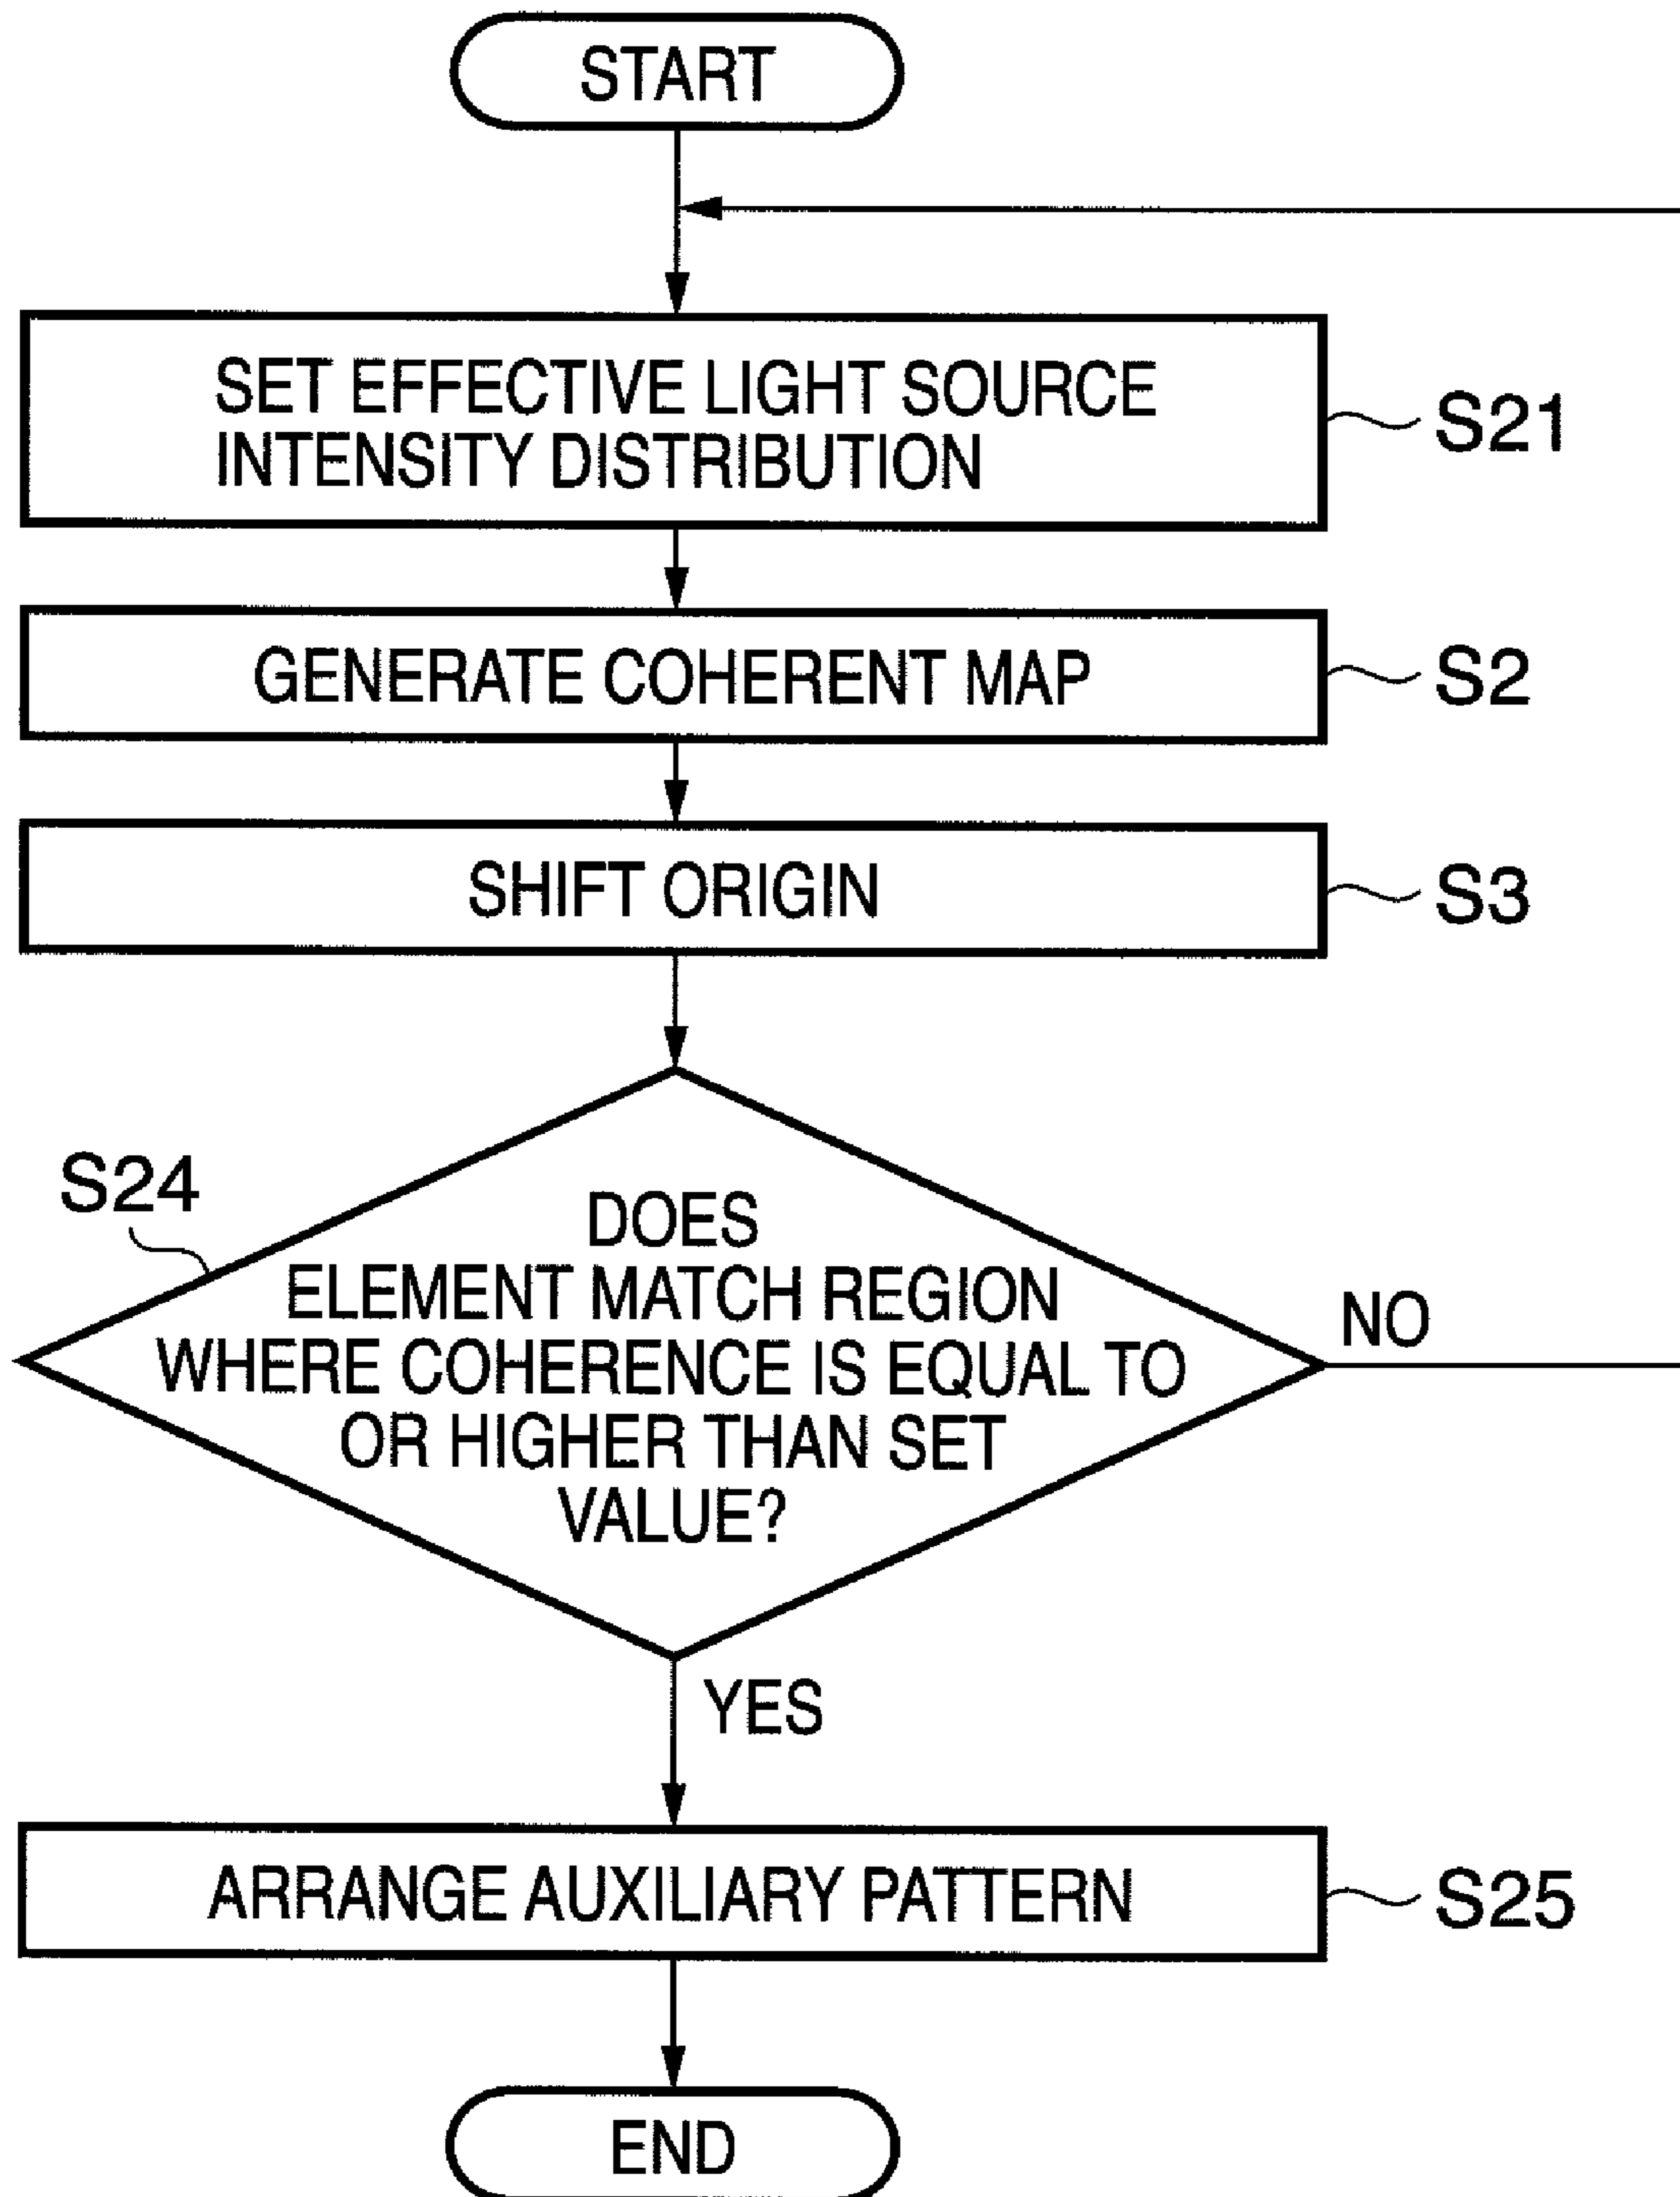 START
SET EFFECTIVE LIGHT SOURCE
INTENSITY DISTRIBUTION
S21
GENERATE COHERENT MAP
S2
SHIFT ORIGIN
S3
S24
DOES
ELEMENT MATCH REGION
WHERE COHERENCE IS EQUAL TO
OR HIGHER THAN SET
VALUE?
NO
YES
ARRANGE AUXILIARY PATTERN
S25
END